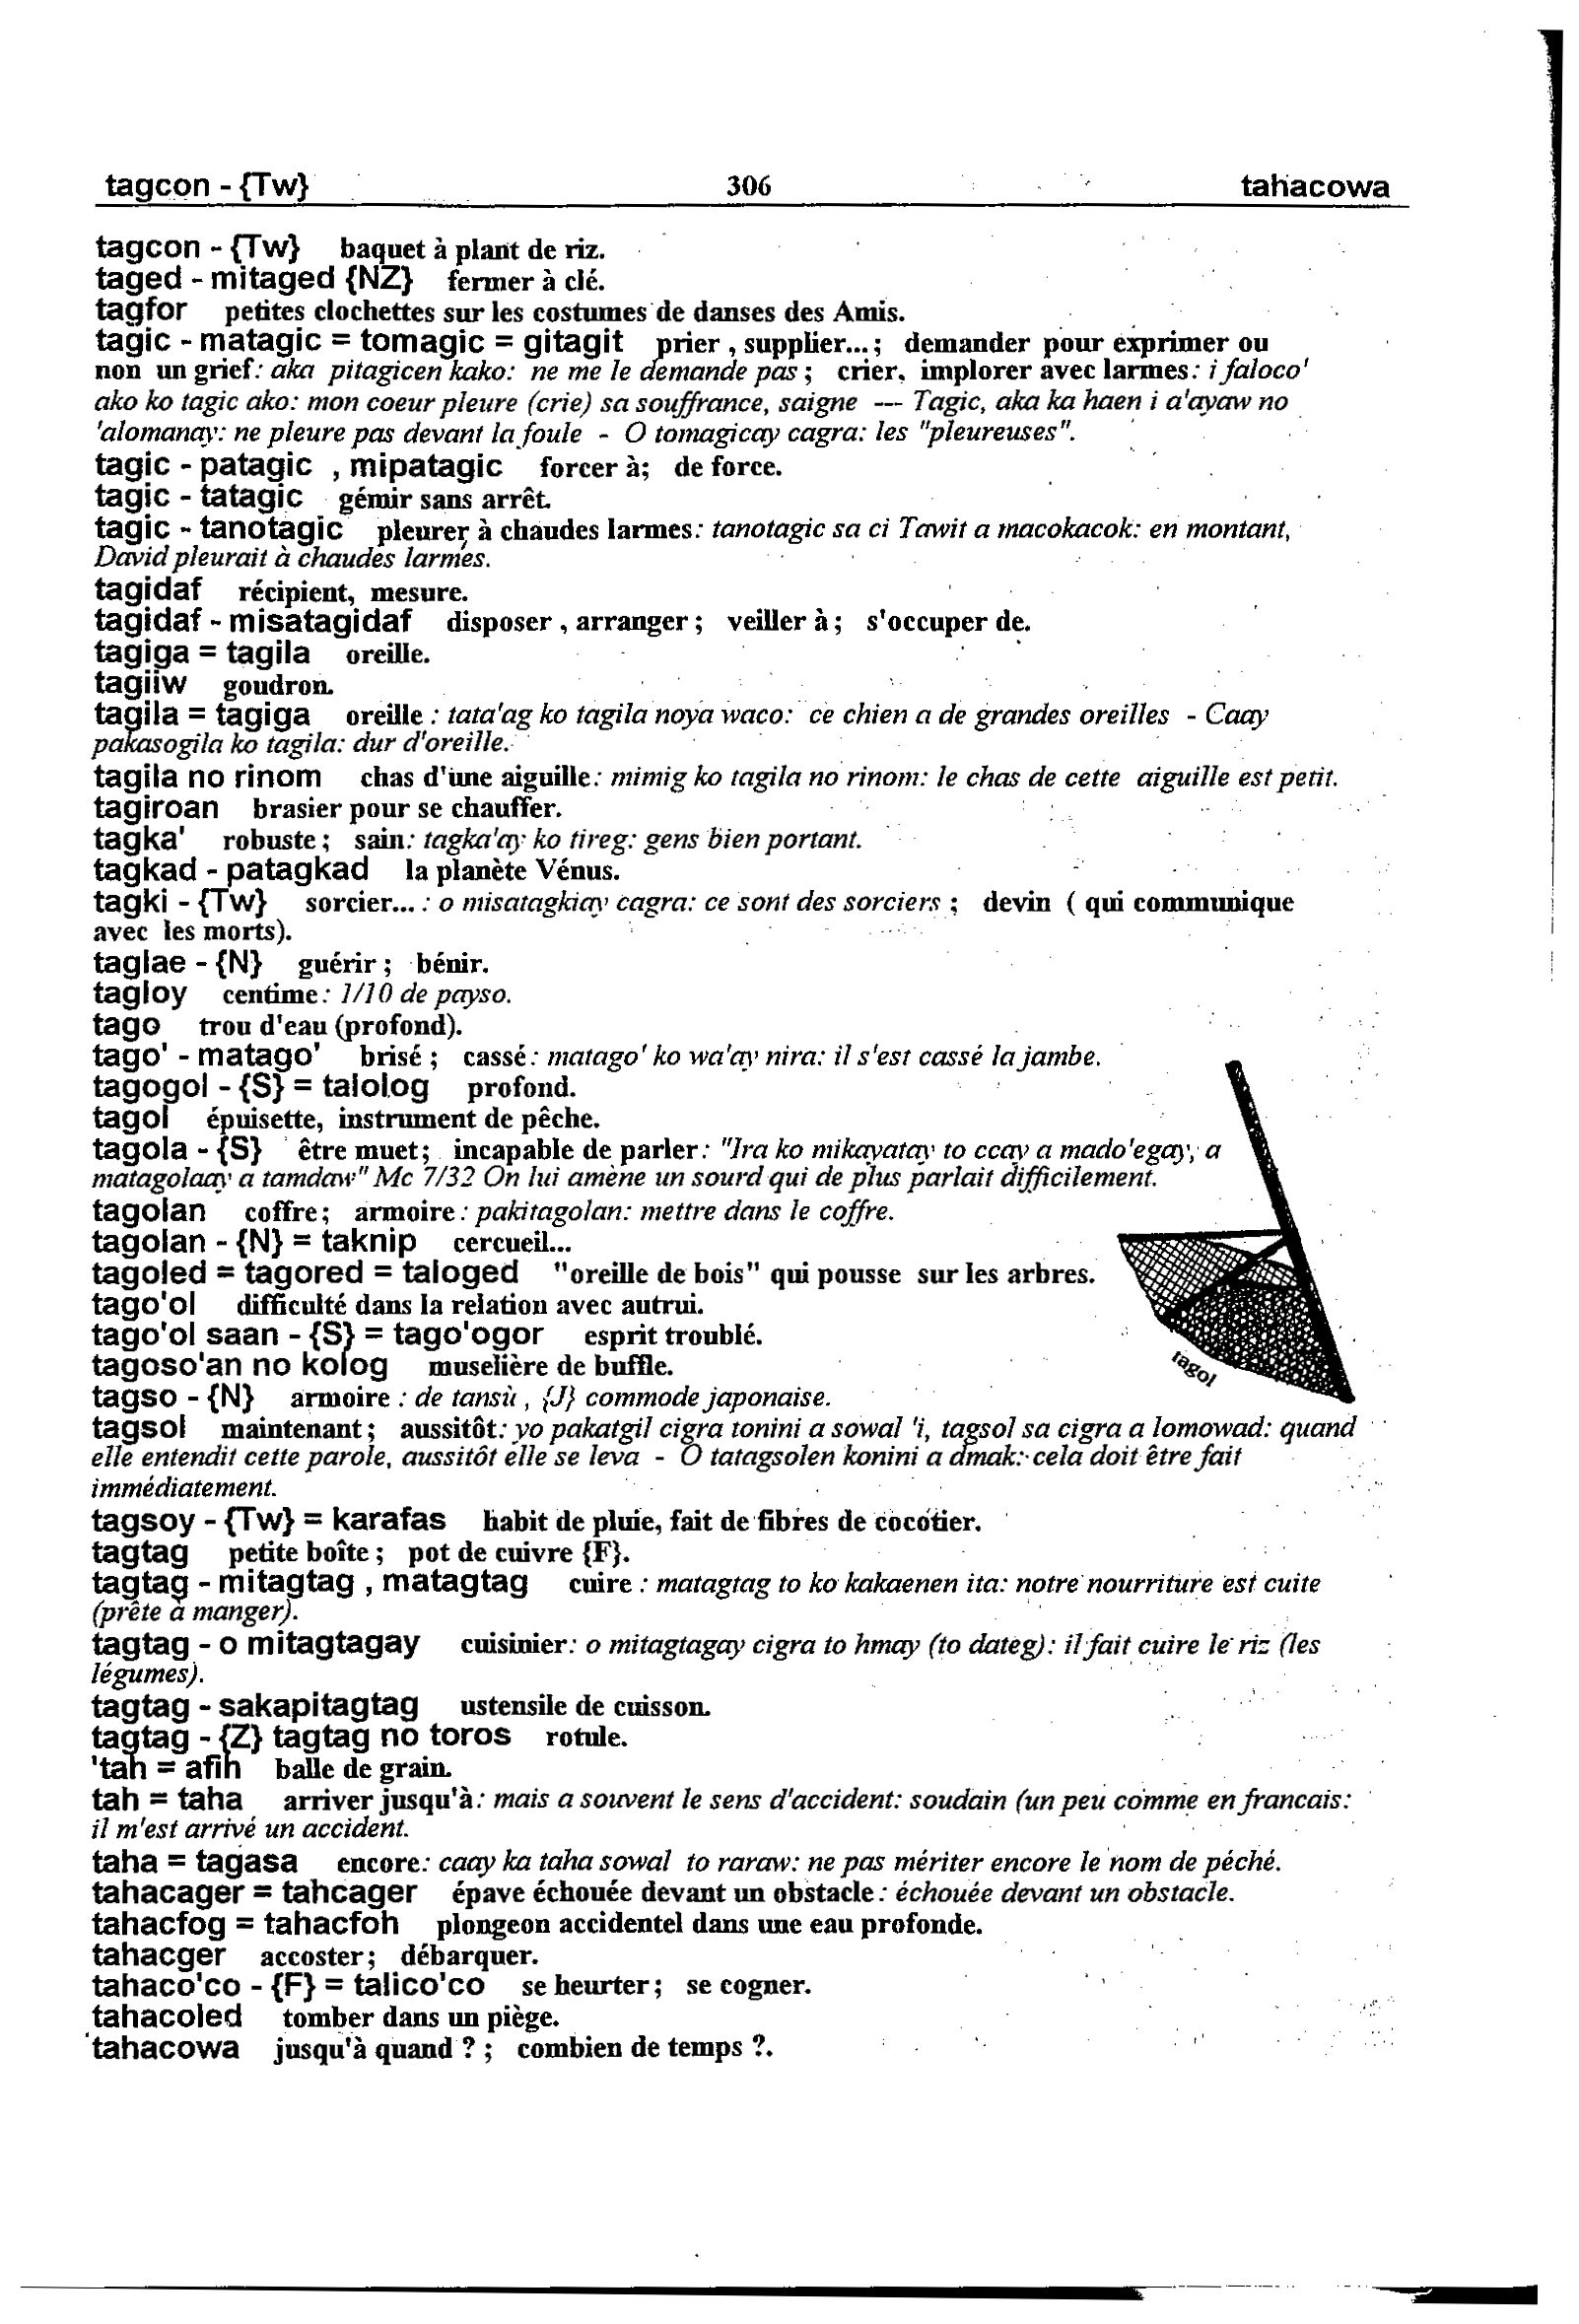 tagcon - {Tw} 306 tahacowa
tagcon - {Tw} baquet à plant de riz.
taged - mitaged {NZ} fermer à clé.
tagfor petites clochettes sur les costumes de danses des Amis.
tagic - matagic = tomagic = gitagit prier , supplier... ; demander pour exprimer ou
non un grief: aka pitagicen kako: ne me le demande pas ; crier, implorer avec larmes: i faloco'
ako ko tagic ako: mon coeur pleure (crie) sa souffrance, saigne --- Tagic, aka ka haen i a'ayaw no
'alomanay: ne pleure pas devant la foule - O tomagicay cagra: les "pleureuses".
tagic - patagic , mipatagic forcer à; de force.
tagic - tatagic gémir sans arrêt.
tagic - tanotagic pleurer à chaudes larmes: tanotagic sa ci Tawit a macokacok: en montant,
David pleurait à chaudes larmes.
tagidaf récipient, mesure.
tagidaf - misatagidaf disposer , arranger ; veiller à ; s'occuper de.
tagiga = tagila oreille.
tagiiw goudron.
tagila = tagiga oreille : tata'ag ko tagila noya waco: ce chien a de grandes oreilles - Caay
pakasogila ko tagila: dur d'oreille.
tagila no rinom chas d'une aiguille: mimig ko tagila no rinom: le chas de cette aiguille est petit.
tagiroan brasier pour se chauffer.
tagka' robuste ; sain: tagka'ay ko tireg: gens bien portant.
tagkad - patagkad la planète Vénus.
tagki - {Tw} sorcier... : o misatagkiay cagra: ce sont des sorciers ; devin ( qui communique
avec les morts).
taglae - {N} guérir ; bénir.
tagloy centime: 1/10 de payso.
tago trou d'eau (profond).
tago' - matago' brisé ; cassé: matago' ko wa'ay nira: il s'est cassé la jambe.
tagogol - {S} = talolog profond.
tagol épuisette, instrument de pêche.
tagola - {S} être muet ; incapable de parler: "Ira ko mikayatay to ccay a mado'egay, a
matagolaay a tamdaw" Mc 7/32 On lui amène un sourd qui de plus parlait difficilement.
tagolan coffre ; armoire: pakitagolan: mettre dans le coffre.
tagolan - {N} = taknip cercueil...
tagoled = tagored = taloged "oreille de bois" qui pousse sur les arbres.
tago'ol difficulté dans la relation avec autrui.
tago'ol saan - {S} = tago'ogor esprit troublé.
tagoso'an no kolog muselière de buffle.
tagol
tagso - {N} armoire : de tansù , {J} commode japonaise.
tagsol maintenant ; aussitôt: yo pakatgil cigra tonini a sowal 'i, tagsol sa cigra a lomowad: quand
elle entendit cette parole, aussitôt elle se leva - O tatagsolen konini a dmak: cela doit être fait
immédiatement.
tagsoy - {Tw} = karafas habit de pluie, fait de fibres de cocotier.
tagtag petite boîte ; pot de cuivre {F}.
tagtag - mitagtag , matagtag cuire : matagtag to ko kakaenen ita: notre nourriture est cuite
(prête à manger).
tagtag - o mitagtagay cuisinier: o mitagtagay cigra to hmay (to dateg): il fait cuire le riz (les
légumes).
tagtag - sakapitagtag ustensile de cuisson.
tagtag - {Z} tagtag no toros rotule.
'tah = afih balle de grain.
tah = taha arriver jusqu'à: mais a souvent le sens d'accident: soudain (un peu comme en francais:
il m'est arrivé un accident.
taha = tagasa encore: caay ka taha sowal to raraw: ne pas mériter encore le nom de péché.
tahacager = tahcager épave échouée devant un obstacle: échouée devant un obstacle.
tahacfog = tahacfoh plongeon accidentel dans une eau profonde.
tahacger accoster ; débarquer.
tahaco'co - {F} = talico'co se heurter ; se cogner.
tahacoled tomber dans un piège.
tahacowa jusqu'à quand ? ; combien de temps ?.